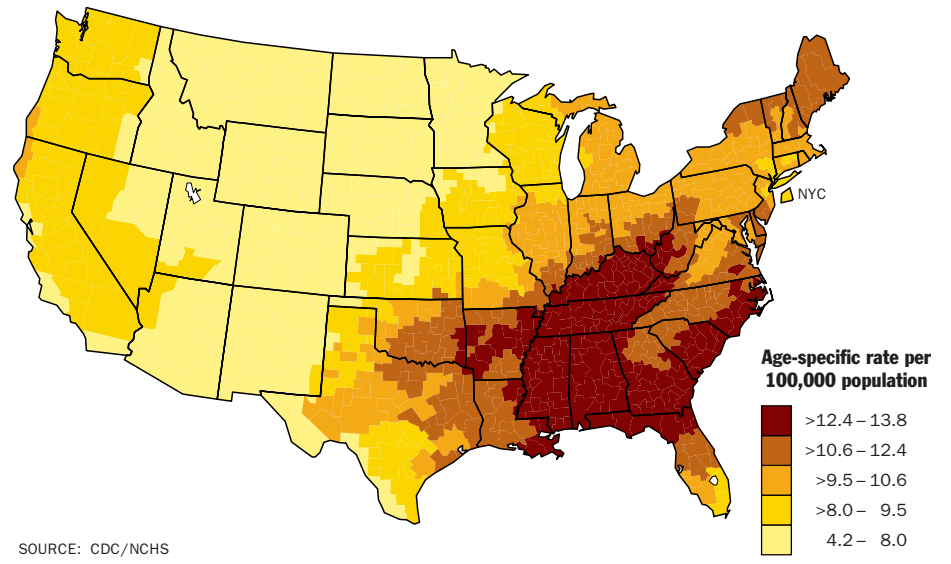 NYC
Age-specific rate per
100,000 population
>12.4 – 13.8
>10.6 – 12.4
>9.5 – 10.6
>8.0 – 9.5
4.2 – 8.0
SOURCE: CDC/NCHS